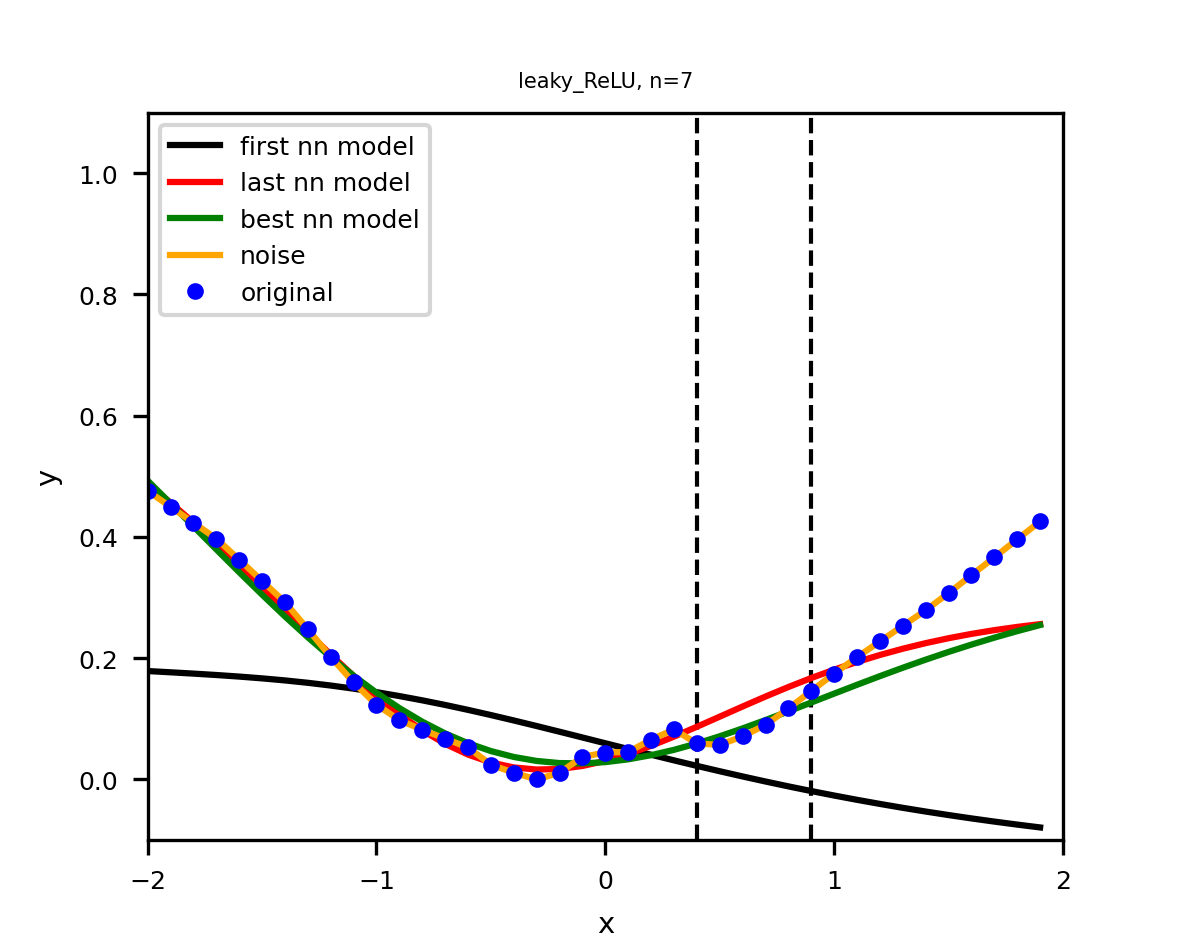 leaky_ReLU, n=7
first nn model
last nn model
best nn model
noise
original
1.0
0.8
0.6
0.4
0.2
0.0
y
−2
−1
0
1
2
x